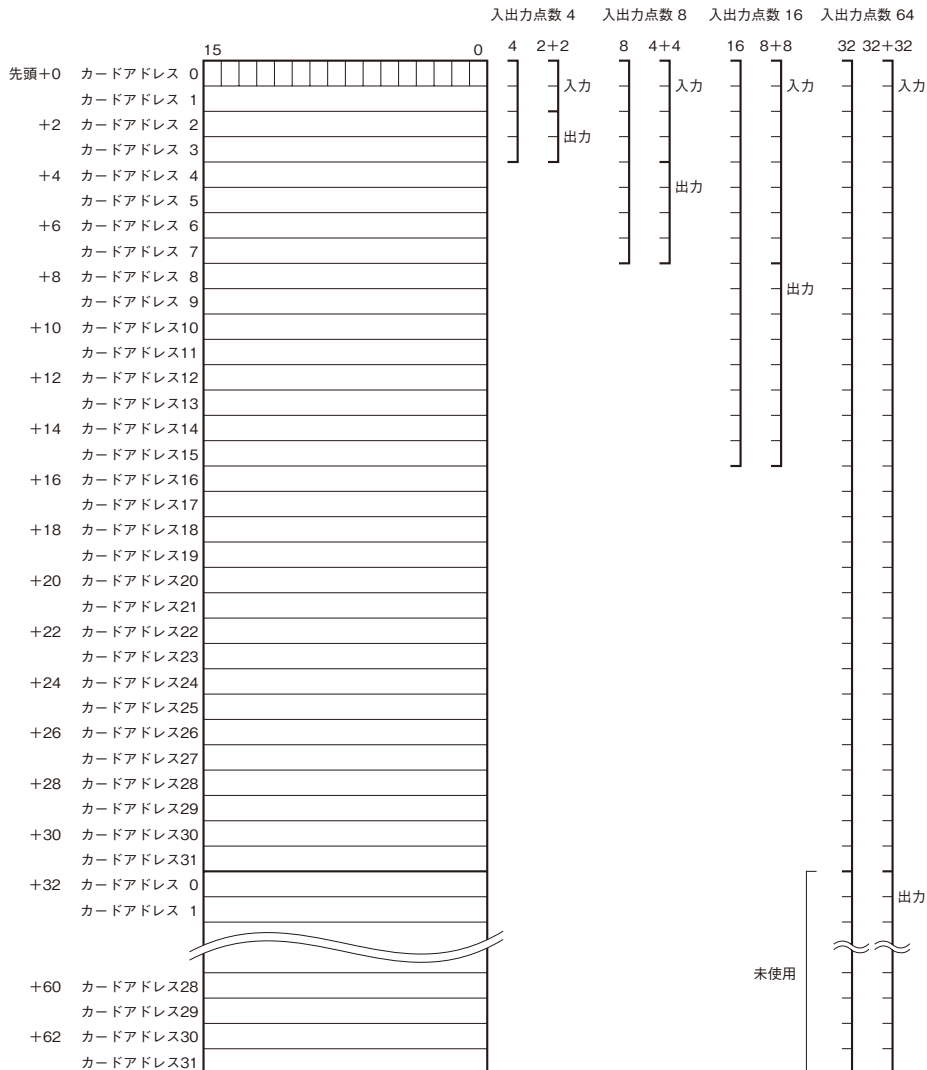 入出力点数 4 入出力点数 8 入出力点数 16 入出力点数 64
15 0 4 2+2 8 4+4 16 8+8 32 32+32
先頭+0 カードアドレス 0 入力 入力 入力 入力
カードアドレス 1
+2 カードアドレス 2 出力
カードアドレス 3
+4 カードアドレス 4 出力
カードアドレス 5
+6 カードアドレス 6
カードアドレス 7
+8 カードアドレス 8 出力
カードアドレス 9
+10 カードアドレス10
カードアドレス11
+12 カードアドレス12
カードアドレス13
+14 カードアドレス14
カードアドレス15
+16 カードアドレス16
カードアドレス17
+18 カードアドレス18
カードアドレス19
+20 カードアドレス20
カードアドレス21
+22 カードアドレス22
カードアドレス23
+24 カードアドレス24
カードアドレス25
+26 カードアドレス26
カードアドレス27
+28 カードアドレス28
カードアドレス29
+30 カードアドレス30
カードアドレス31
+32 カードアドレス 0 出力
カードアドレス 1
未使用
+60 カードアドレス28
カードアドレス29
+62 カードアドレス30
カードアドレス31